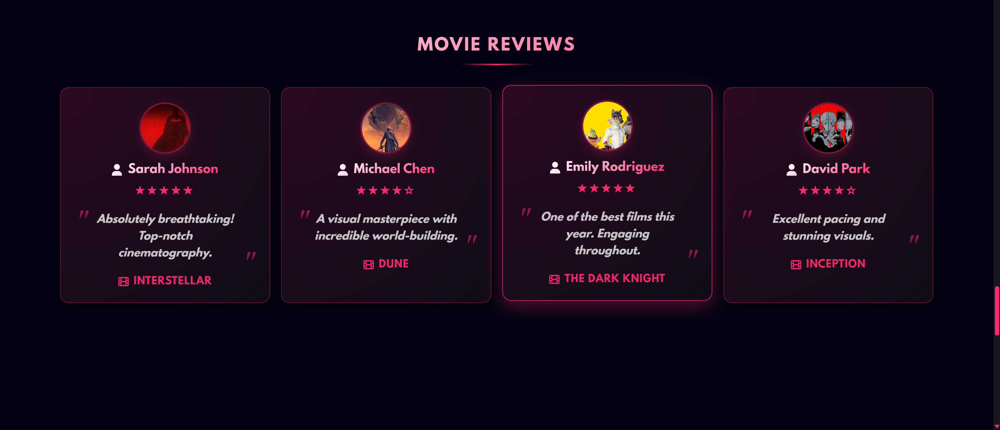 MOVIE REVIEWS
Sarah Johnson
★★★★★
"Absolutely breathtaking!
Top-notch
cinematography."
INTERSTELLAR
Michael Chen
★★★★☆
"A visual masterpiece with
incredible world-building."
DUNE
Emily Rodriguez
★★★★★
"One of the best films this
year. Engaging
throughout."
THE DARK KNIGHT
David Park
★★★★☆
"Excellent pacing and
stunning visuals."
INCEPTION